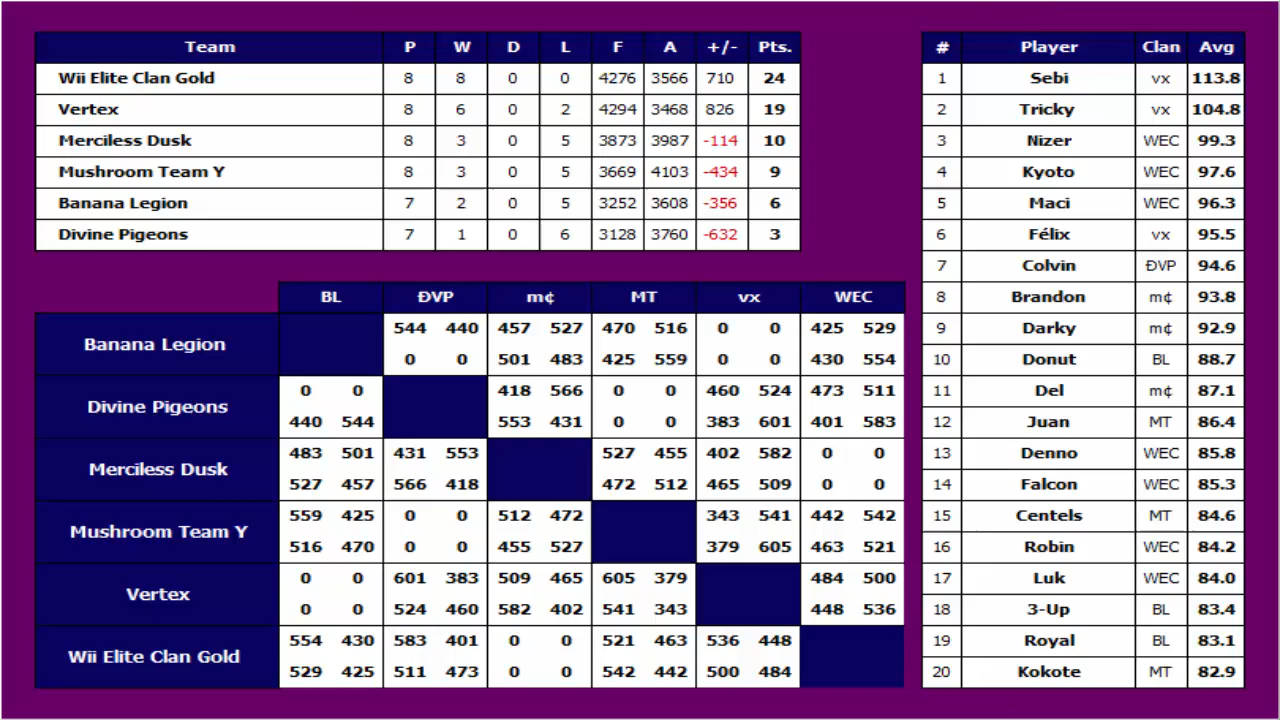 Team P W D L F A +/- Pts.
Wii Elite Clan Gold 8 8 0 0 4276 3566 710 24
Vertex 8 6 0 2 4294 3468 826 19
Merciless Dusk 8 3 0 5 3873 3987 -114 10
Mushroom Team Y 8 3 0 5 3669 4103 -434 9
Banana Legion 7 2 0 5 3252 3608 -356 6
Divine Pigeons 7 1 0 6 3128 3760 -632 3
BL ĐVP m¢ MT vx WEC
Banana Legion
544 440 457 527 470 516 0 0 425 529
0 0 501 483 425 559 0 0 430 554
Divine Pigeons
0 0 418 566 0 0 460 524 473 511
440 544 553 431 0 0 383 601 401 583
Merciless Dusk
483 501 431 553 527 455 402 582 0 0
527 457 566 418 472 512 465 509 0 0
Mushroom Team Y
559 425 0 0 512 472 343 541 442 542
516 470 0 0 455 527 379 605 463 521
Vertex
0 0 601 383 509 465 605 379 484 500
0 0 524 460 582 402 541 343 448 536
Wii Elite Clan Gold
554 430 583 401 0 0 521 463 536 448
529 425 511 473 0 0 542 442 500 484
# Player Clan Avg
1 Sebi vx 113.8
2 Tricky vx 104.8
3 Nizer WEC 99.3
4 Kyoto WEC 97.6
5 Maci WEC 96.3
6 Félix vx 95.5
7 Colvin ĐVP 94.6
8 Brandon m¢ 93.8
9 Darky m¢ 92.9
10 Donut BL 88.7
11 Del m¢ 87.1
12 Juan MT 86.4
13 Denno WEC 85.8
14 Falcon WEC 85.3
15 Centels MT 84.6
16 Robin WEC 84.2
17 Luk WEC 84.0
18 3-Up BL 83.4
19 Royal BL 83.1
20 Kokote MT 82.9